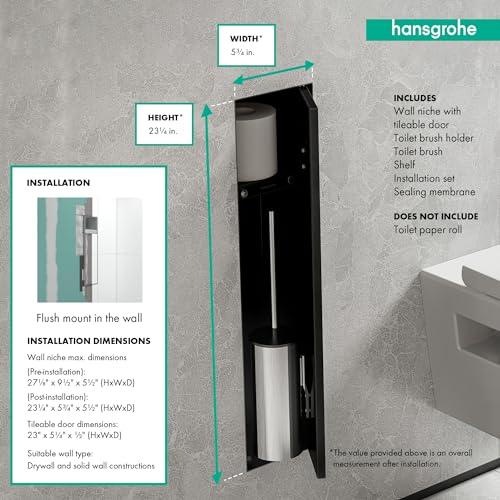 hansgrohe
WIDTH*
5¾ in.
HEIGHT*
23¼ in.
INCLUDES
Wall niche with
tileable door
Toilet brush holder
Toilet brush
Shelf
Installation set
Sealing membrane
DOES NOT INCLUDE
Toilet paper roll
INSTALLATION
Flush mount in the wall
INSTALLATION DIMENSIONS
Wall niche max. dimensions
(Pre-installation):
27⅛" x 9½" x 5½" (HxWxD)
(Post-installation):
23¼" x 5¾" x 5½" (HxWxD)
Tileable door dimensions:
23" x 5¼" x ½" (HxWxD)
Suitable wall type:
Drywall and solid wall constructions
*The value provided above is an overall
measurement after installation.